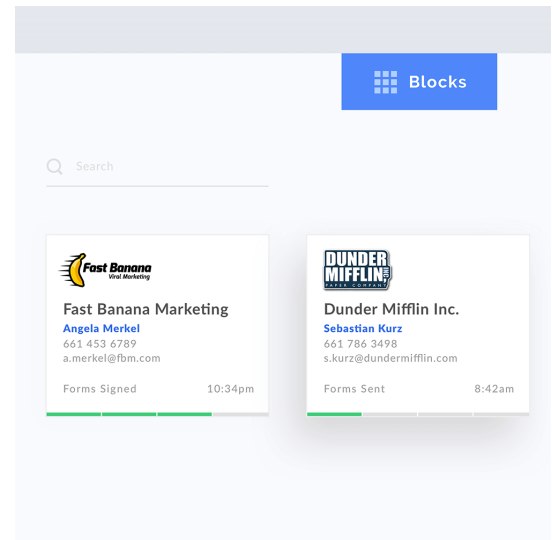 Blocks
Search
Fast Banana
Viral Marketing
Fast Banana Marketing
Angela Merkel
661 453 6789
a.merkel@fbm.com
Forms Signed 10:34pm
DUNDER
MIFFLIN INC.
PAPER COMPANY
Dunder Mifflin Inc.
Sebastian Kurz
661 786 3498
s.kurz@dundermifflin.com
Forms Sent 8:42am